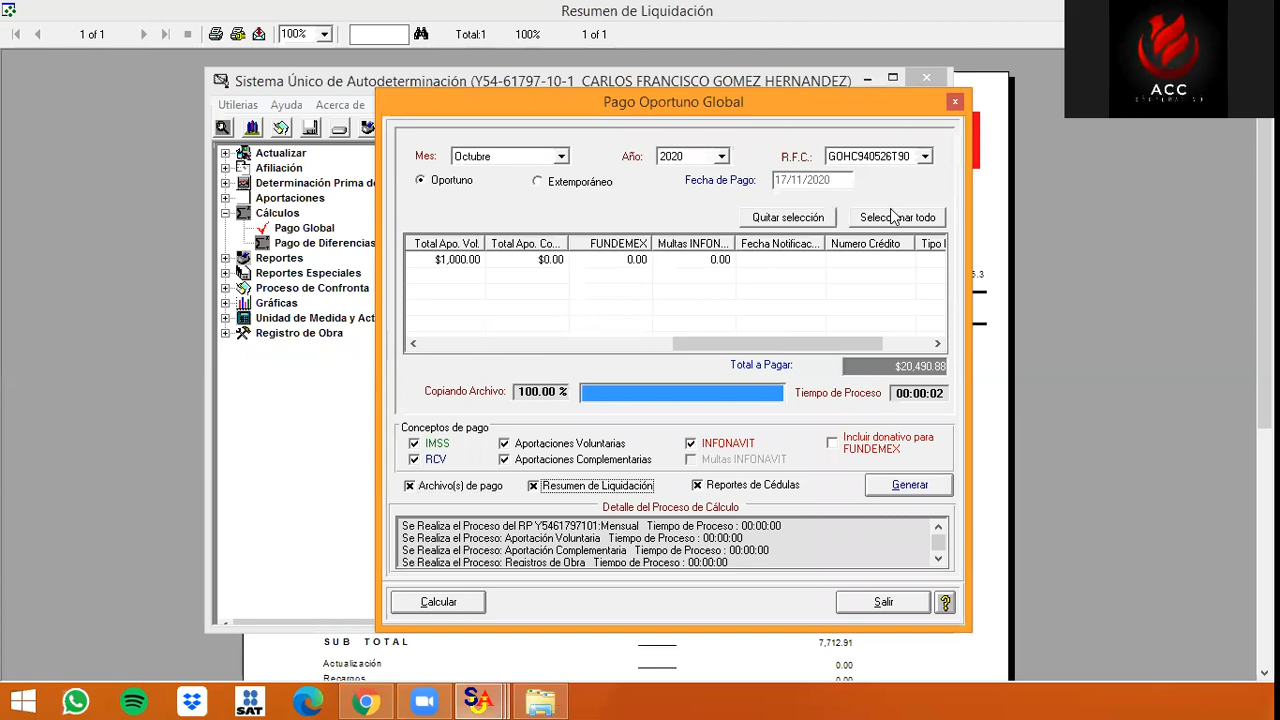 Resumen de Liquidación
1 of 1
100%
Total:1
100%
1 of 1
ACC
Sistema Único de Autodeterminación (Y54-61797-10-1 CARLOS FRANCISCO GOMEZ HERNANDEZ)
Utilerias Ayuda Acerca de
Actualizar
Afiliación
Determinación Prima de
Aportaciones
Cálculos
Pago Global
Pago de Diferencias
Reportes
Reportes Especiales
Proceso de Confronta
Gráficas
Unidad de Medida y Act
Registro de Obra
Pago Oportuno Global
Mes: Octubre Año: 2020 R.F.C.: GOHC940526T90
Oportuno Extemporáneo Fecha de Pago: 17/11/2020
Quitar selección Seleccionar todo
Total Apo. Vol. Total Apo. Co... FUNDEMEX Multas INFON... Fecha Notificac... Numero Crédito Tipo
$1,000.00 $0.00 0.00 0.00
5.3
Total a Pagar: $20,490.88
Copiando Archivo: 100.00 % Tiempo de Proceso 00:00:02
Conceptos de pago
IMSS Aportaciones Voluntarias INFONAVIT Incluir donativo para
FUNDEMEX
RCV Aportaciones Complementarias Multas INFONAVIT
Archivo(s) de pago Resumen de Liquidación Reportes de Cédulas Generar
Detalle del Proceso de Cálculo
Se Realiza el Proceso del RP Y5461797101:Mensual Tiempo de Proceso : 00:00:00
Se Realiza el Proceso: Aportación Voluntaria Tiempo de Proceso : 00:00:00
Se Realiza el Proceso: Aportación Complementaria Tiempo de Proceso : 00:00:00
Se Realiza el Proceso: Registros de Obra Tiempo de Proceso : 00:00:00
Calcular Salir
SUB TOTAL 7,712.91
Actualización 0.00
Recargos 0.00
SAT